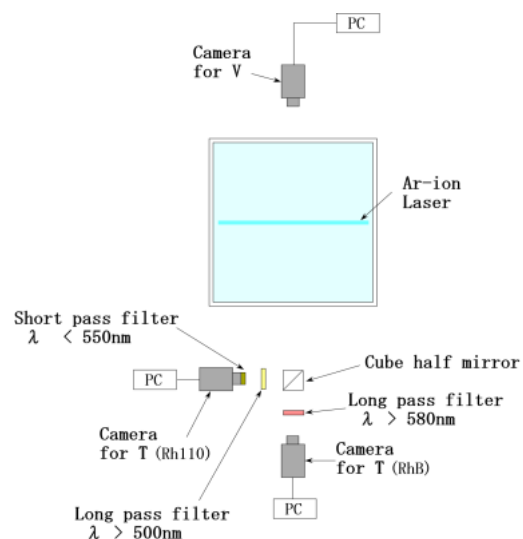 PC
Camera
for V
Ar-ion
Laser
Short pass filter
λ < 550nm
Cube half mirror
PC
Long pass filter
λ > 580nm
Camera
for T (Rh110)
Camera
for T (RhB)
Long pass filter
λ > 500nm
PC